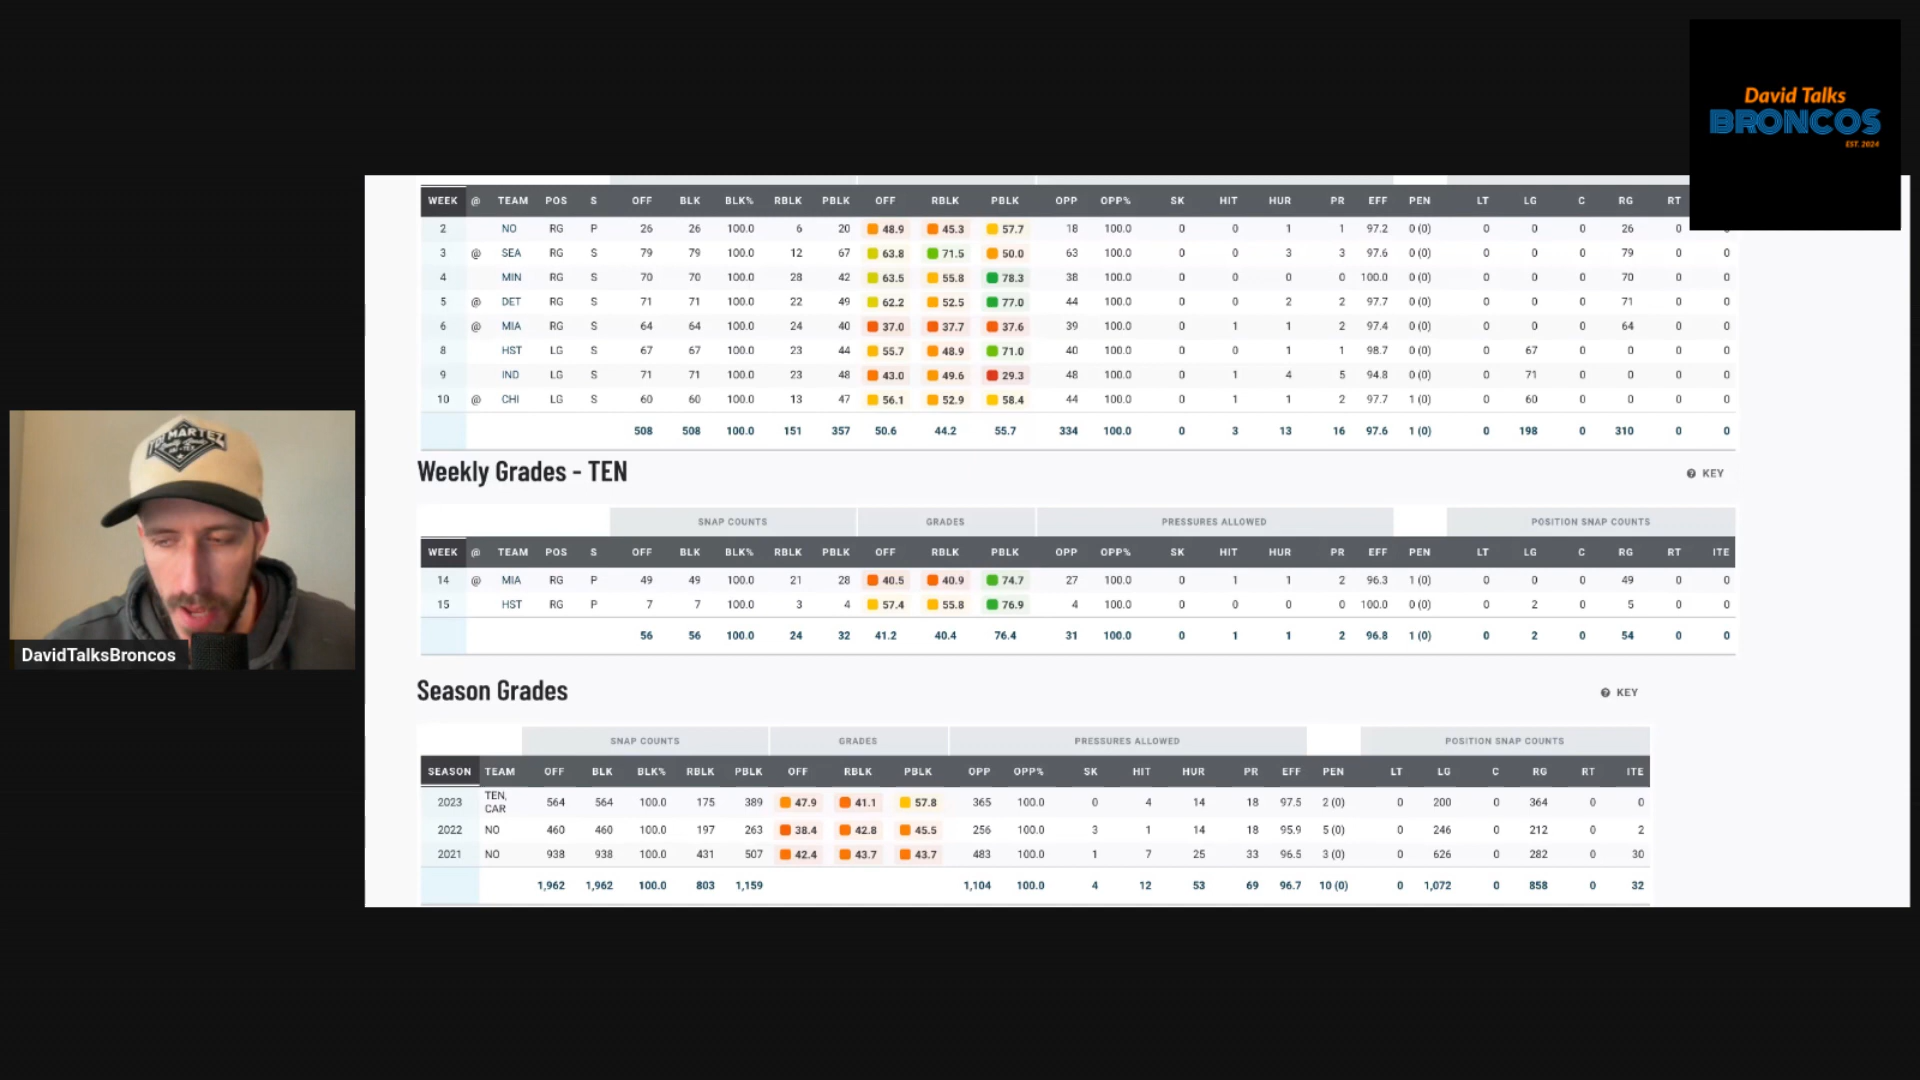 David Talks
BRONCOS
EST. 2024
WEEK @ TEAM POS S OFF BLK BLK% RBLK PBLK OFF RBLK PBLK OPP OPP% SK HIT HUR PR EFF PEN LT LG C RG RT
2 NO RG P 26 26 100.0 6 20 48.9 45.3 57.7 18 100.0 0 0 1 1 97.2 0 (0) 0 0 0 26 0
3 @ SEA RG S 79 79 100.0 12 67 63.8 71.5 50.0 63 100.0 0 0 3 3 97.6 0 (0) 0 0 0 79 0 0
4 MIN RG S 70 70 100.0 28 42 63.5 55.8 78.3 38 100.0 0 0 0 0 100.0 0 (0) 0 0 0 70 0 0
5 @ DET RG S 71 71 100.0 22 49 62.2 52.5 77.0 44 100.0 0 0 2 2 97.7 0 (0) 0 0 0 71 0 0
6 @ MIA RG S 64 64 100.0 24 40 37.0 37.7 37.6 39 100.0 0 1 1 2 97.4 0 (0) 0 0 0 64 0 0
8 HST LG S 67 67 100.0 23 44 55.7 48.9 71.0 40 100.0 0 0 1 1 98.7 0 (0) 0 67 0 0 0 0
9 IND LG S 71 71 100.0 23 48 43.0 49.6 29.3 48 100.0 0 1 4 5 94.8 0 (0) 0 71 0 0 0 0
10 @ CHI LG S 60 60 100.0 13 47 56.1 52.9 58.4 44 100.0 0 1 1 2 97.7 1 (0) 0 60 0 0 0 0
508 508 100.0 151 357 50.6 44.2 55.7 334 100.0 0 3 13 16 97.6 1 (0) 0 198 0 310 0 0
Weekly Grades - TEN
KEY
SNAP COUNTS GRADES PRESSURES ALLOWED POSITION SNAP COUNTS
WEEK @ TEAM POS S OFF BLK BLK% RBLK PBLK OFF RBLK PBLK OPP OPP% SK HIT HUR PR EFF PEN LT LG C RG RT ITE
14 @ MIA RG P 49 49 100.0 21 28 40.5 40.9 74.7 27 100.0 0 1 1 2 96.3 1 (0) 0 0 0 49 0 0
15 HST RG P 7 7 100.0 3 4 57.4 55.8 76.9 4 100.0 0 0 0 0 100.0 0 (0) 0 2 0 5 0 0
56 56 100.0 24 32 41.2 40.4 76.4 31 100.0 0 1 1 2 96.8 1 (0) 0 2 0 54 0 0
Season Grades
KEY
SNAP COUNTS GRADES PRESSURES ALLOWED POSITION SNAP COUNTS
SEASON TEAM OFF BLK BLK% RBLK PBLK OFF RBLK PBLK OPP OPP% SK HIT HUR PR EFF PEN LT LG C RG RT ITE
2023 TEN, CAR 564 564 100.0 175 389 47.9 41.1 57.8 365 100.0 0 4 14 18 97.5 2 (0) 0 200 0 364 0 0
2022 NO 460 460 100.0 197 263 38.4 42.8 45.5 256 100.0 3 1 14 18 95.9 5 (0) 0 246 0 212 0 2
2021 NO 938 938 100.0 431 507 42.4 43.7 43.7 483 100.0 1 7 25 33 96.5 3 (0) 0 626 0 282 0 30
1,962 1,962 100.0 803 1,159 1,104 100.0 4 12 53 69 96.7 10 (0) 0 1,072 0 858 0 32
MARTEZ
DavidTalksBroncos